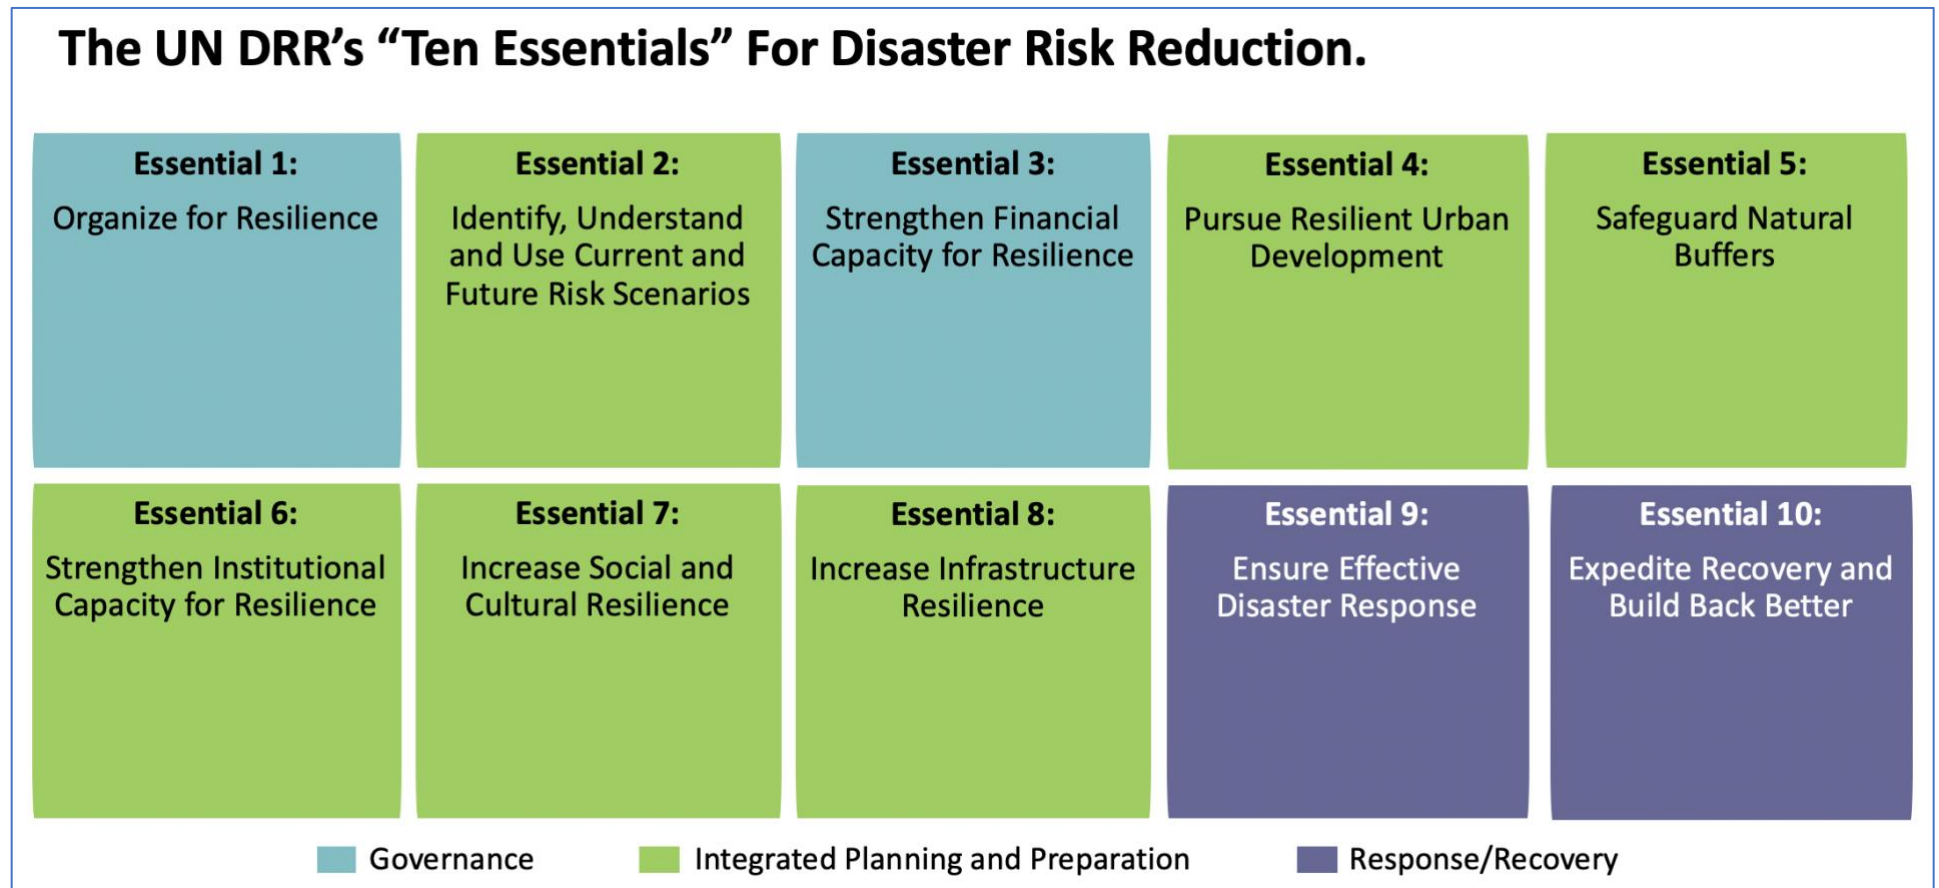 The UN DRR’s “Ten Essentials” For Disaster Risk Reduction.
Essential 1:
Organize for Resilience
Essential 2:
Identify, Understand
and Use Current and
Future Risk Scenarios
Essential 3:
Strengthen Financial
Capacity for Resilience
Essential 4:
Pursue Resilient Urban
Development
Essential 5:
Safeguard Natural
Buffers
Essential 6:
Strengthen Institutional
Capacity for Resilience
Essential 7:
Increase Social and
Cultural Resilience
Essential 8:
Increase Infrastructure
Resilience
Essential 9:
Ensure Effective
Disaster Response
Essential 10:
Expedite Recovery and
Build Back Better
Governance
Integrated Planning and Preparation
Response/Recovery